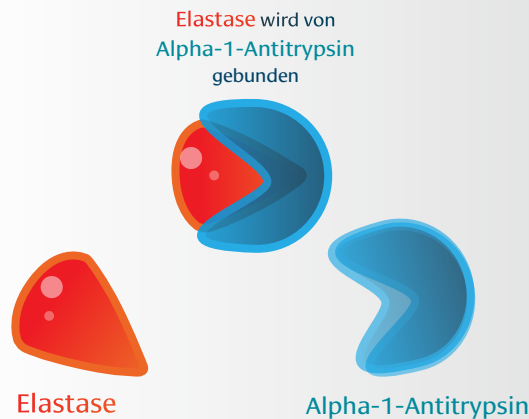 Elastase wird von
Alpha-1-Antitrypsin
gebunden
Elastase
Alpha-1-Antitrypsin